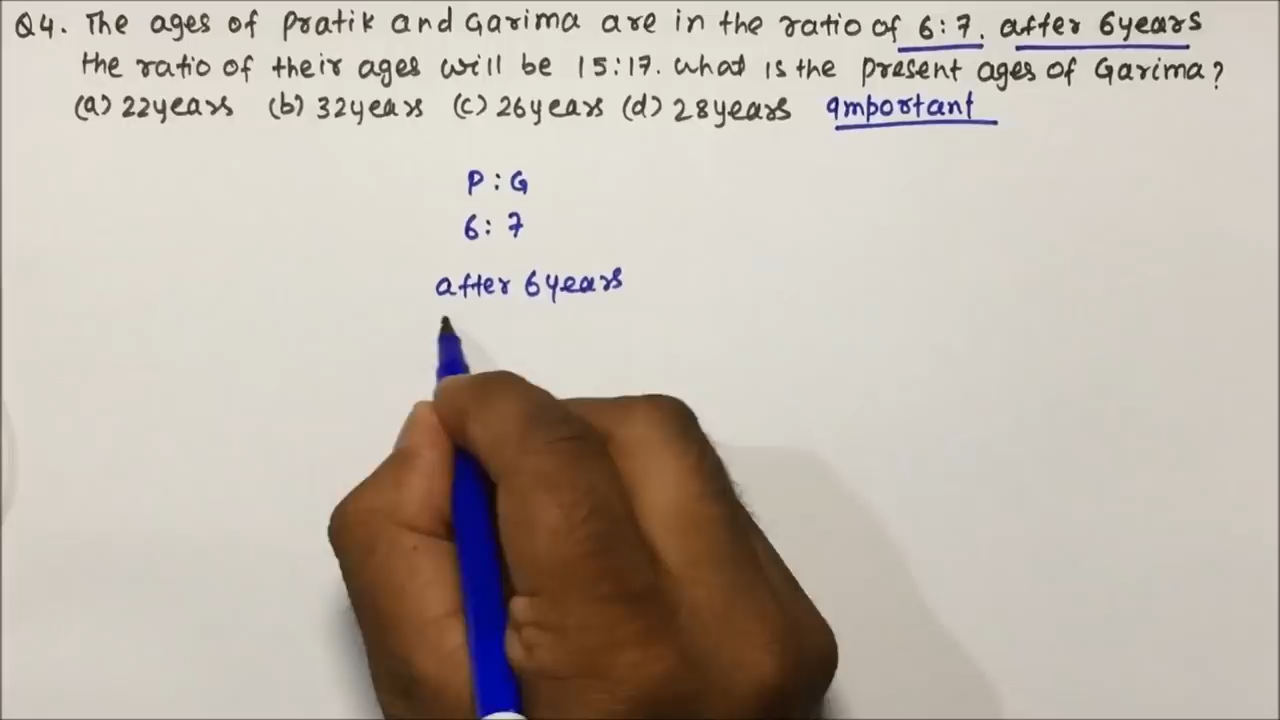 Q4. The ages of Pratik and Garima are in the ratio of 6:7. after 6years
the ratio of their ages will be 15:17. what is the present ages of Garima?
(a) 22years (b) 32years (c) 26years (d) 28years important
P : G
6 : 7
after 6years